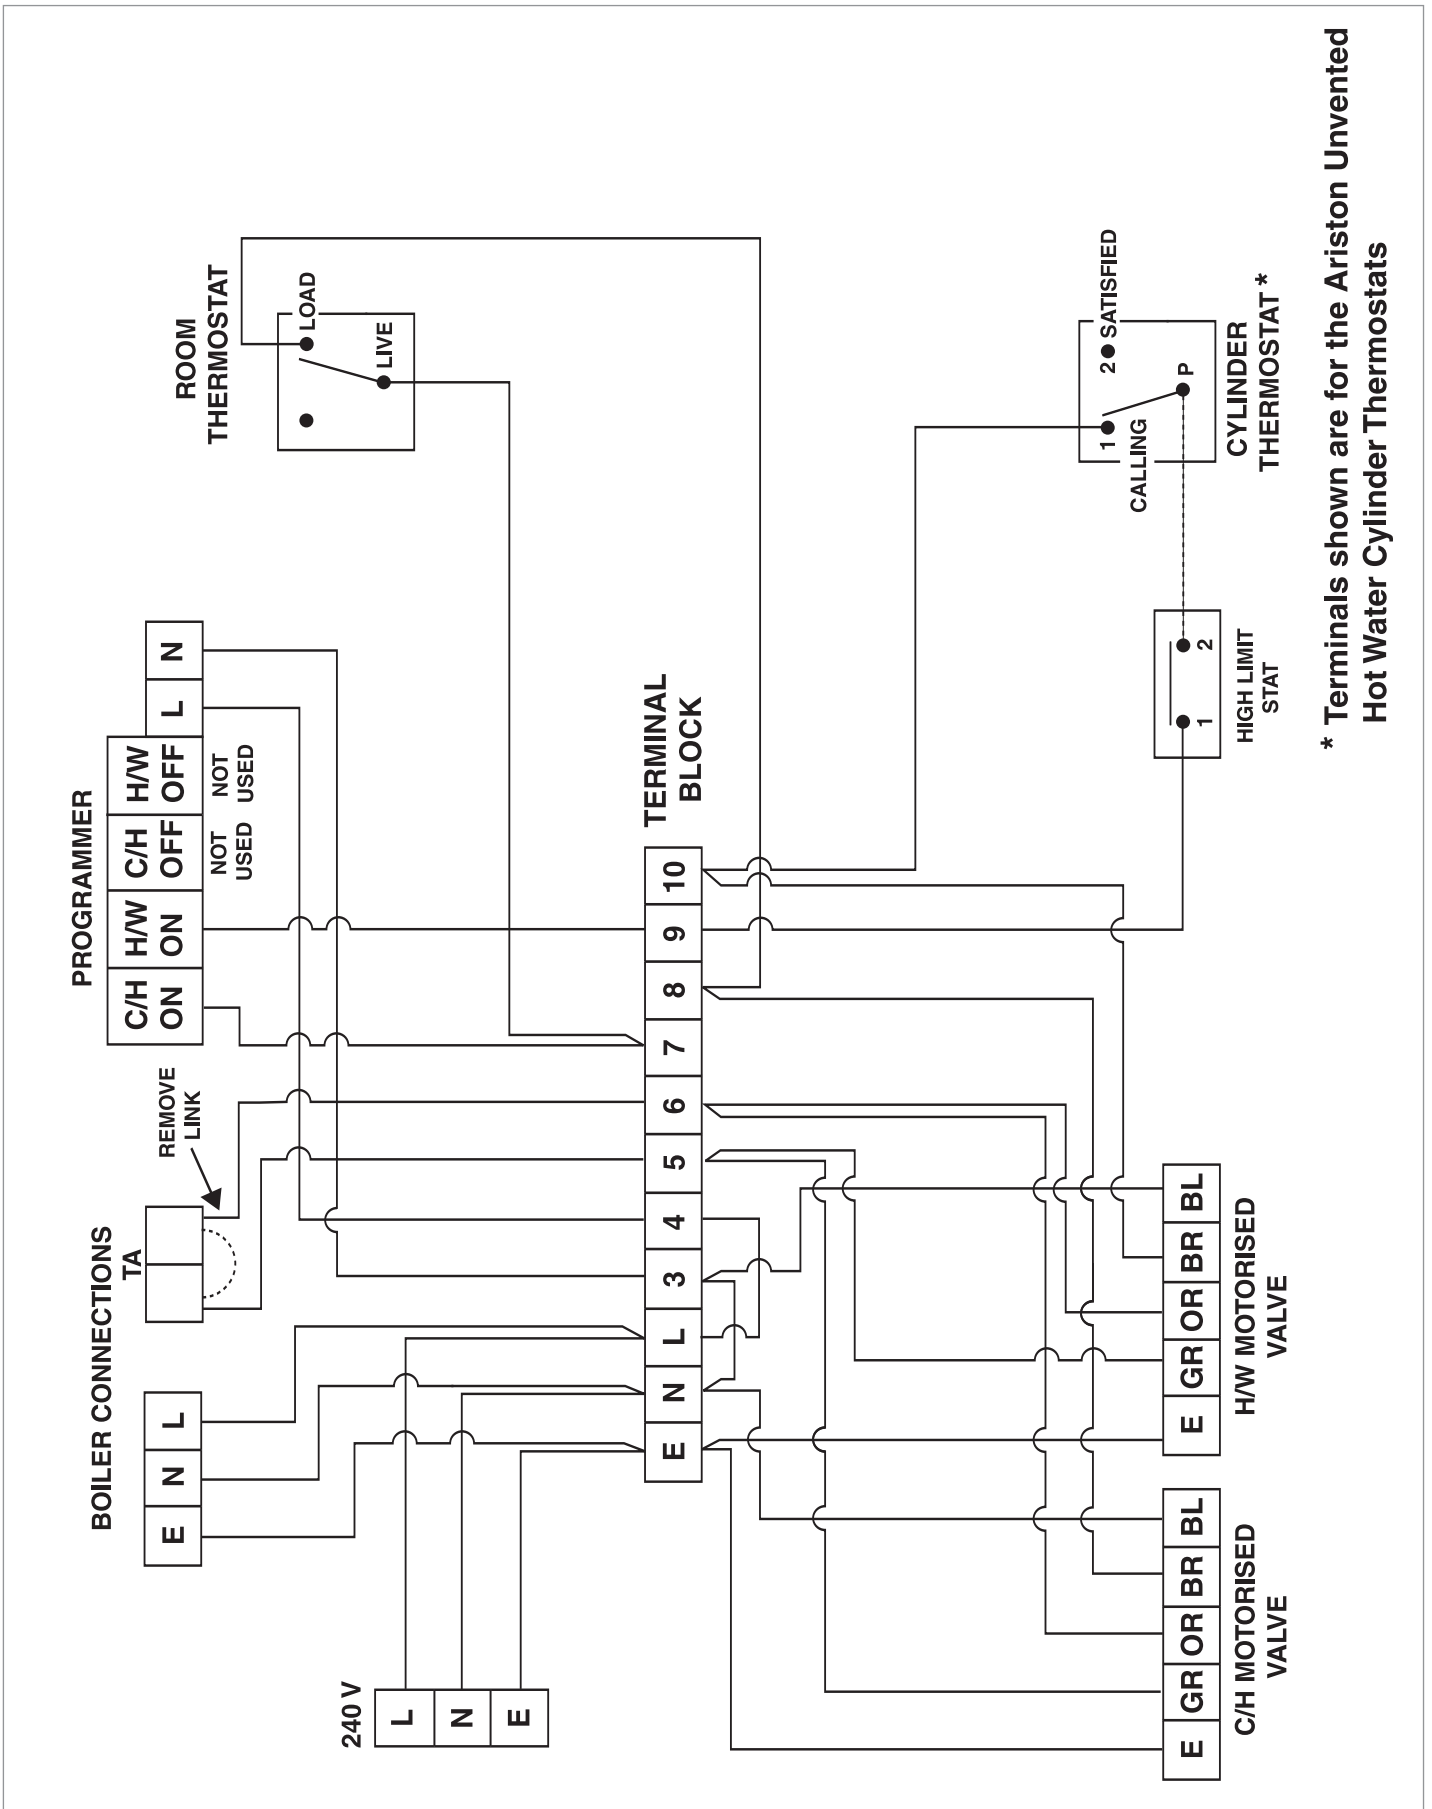 240 V
L
N
E
BOILER CONNECTIONS
E
N
L
TA
REMOVE
LINK
PROGRAMMER
C/H
ON
H/W
ON
C/H
OFF
H/W
OFF
L
N
NOT
USED
NOT
USED
ROOM
THERMOSTAT
LOAD
LIVE
TERMINAL
BLOCK
E
N
L
3
4
5
6
7
8
9
10
C/H MOTORISED
VALVE
E
GR
OR
BR
BL
H/W MOTORISED
VALVE
E
GR
OR
BR
BL
HIGH LIMIT
STAT
1
2
CYLINDER
THERMOSTAT *
1
CALLING
2
SATISFIED
P
* Terminals shown are for the Ariston Unvented
Hot Water Cylinder Thermostats